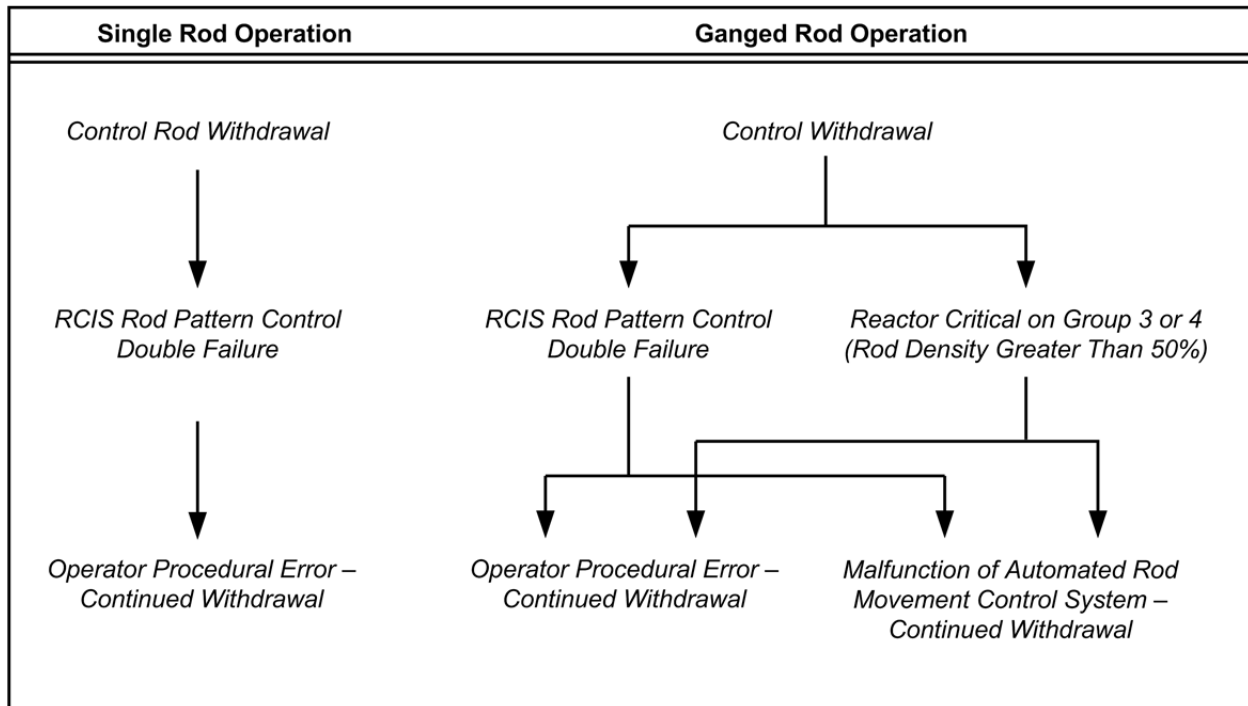 Single Rod Operation
Ganged Rod Operation
Control Rod Withdrawal
Control Withdrawal
RCIS Rod Pattern Control
Double Failure
RCIS Rod Pattern Control
Double Failure
Reactor Critical on Group 3 or 4
(Rod Density Greater Than 50%)
Operator Procedural Error –
Continued Withdrawal
Operator Procedural Error –
Continued Withdrawal
Malfunction of Automated Rod
Movement Control System –
Continued Withdrawal